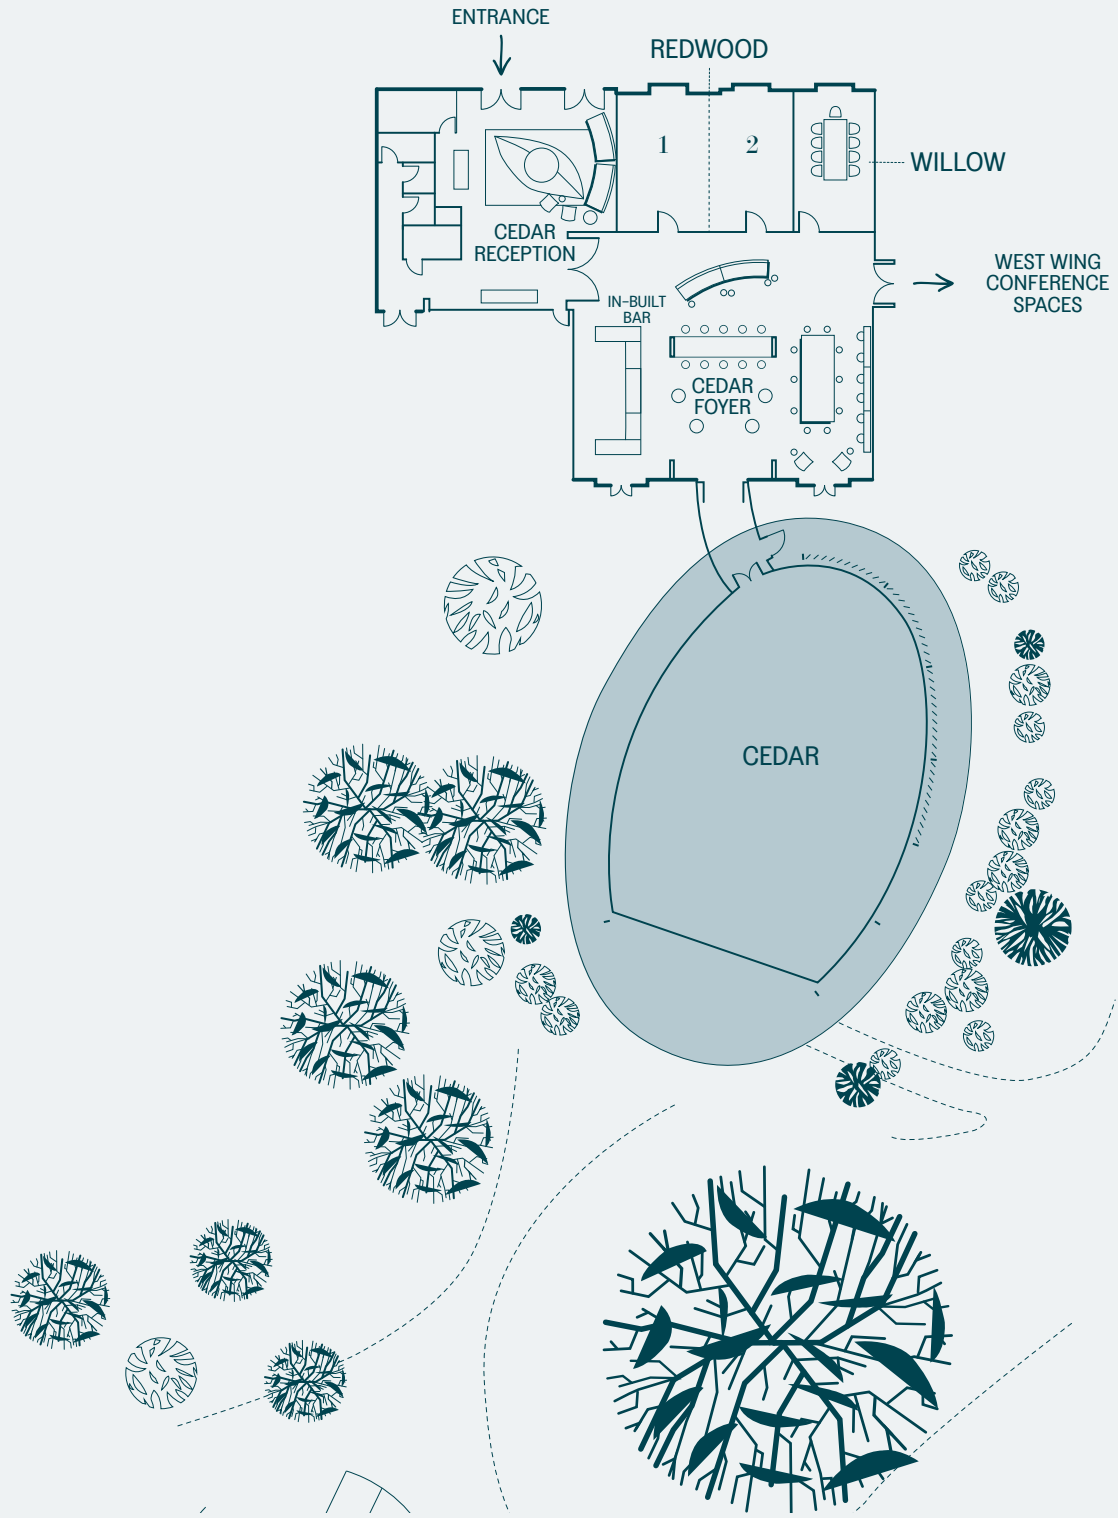 ENTRANCE
REDWOOD
1
2
WILLOW
CEDAR
RECEPTION
WEST WING
CONFERENCE
SPACES
IN-BUILT
BAR
CEDAR
FOYER
CEDAR